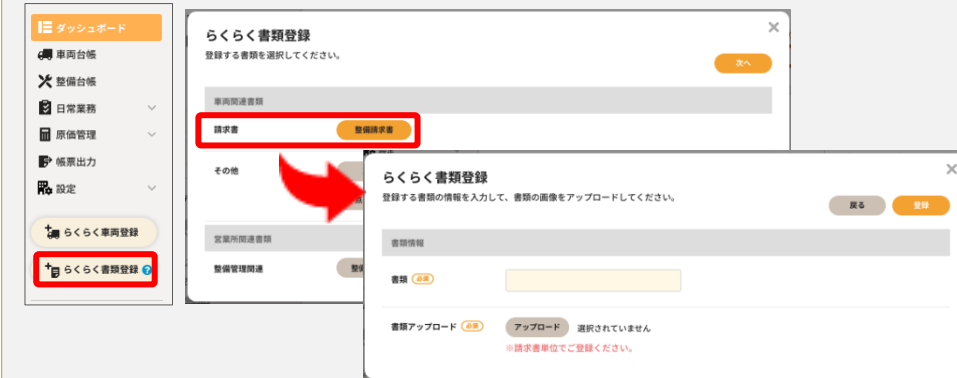 ダッシュボード
車両台帳
整備台帳
日常業務
原価管理
帳票出力
設定
らくらく車両登録
らくらく書類登録 ?
らくらく書類登録
登録する書類を選択してください。
次へ
車両関連書類
請求書 整備請求書
その他
営業所関連書類
整備管理関連
らくらく書類登録
登録する書類の情報を入力して、書類の画像をアップロードしてください。
戻る 登録
書類情報
書類 必須
書類アップロード 必須 アップロード 選択されていません
※請求書単位でご登録ください。